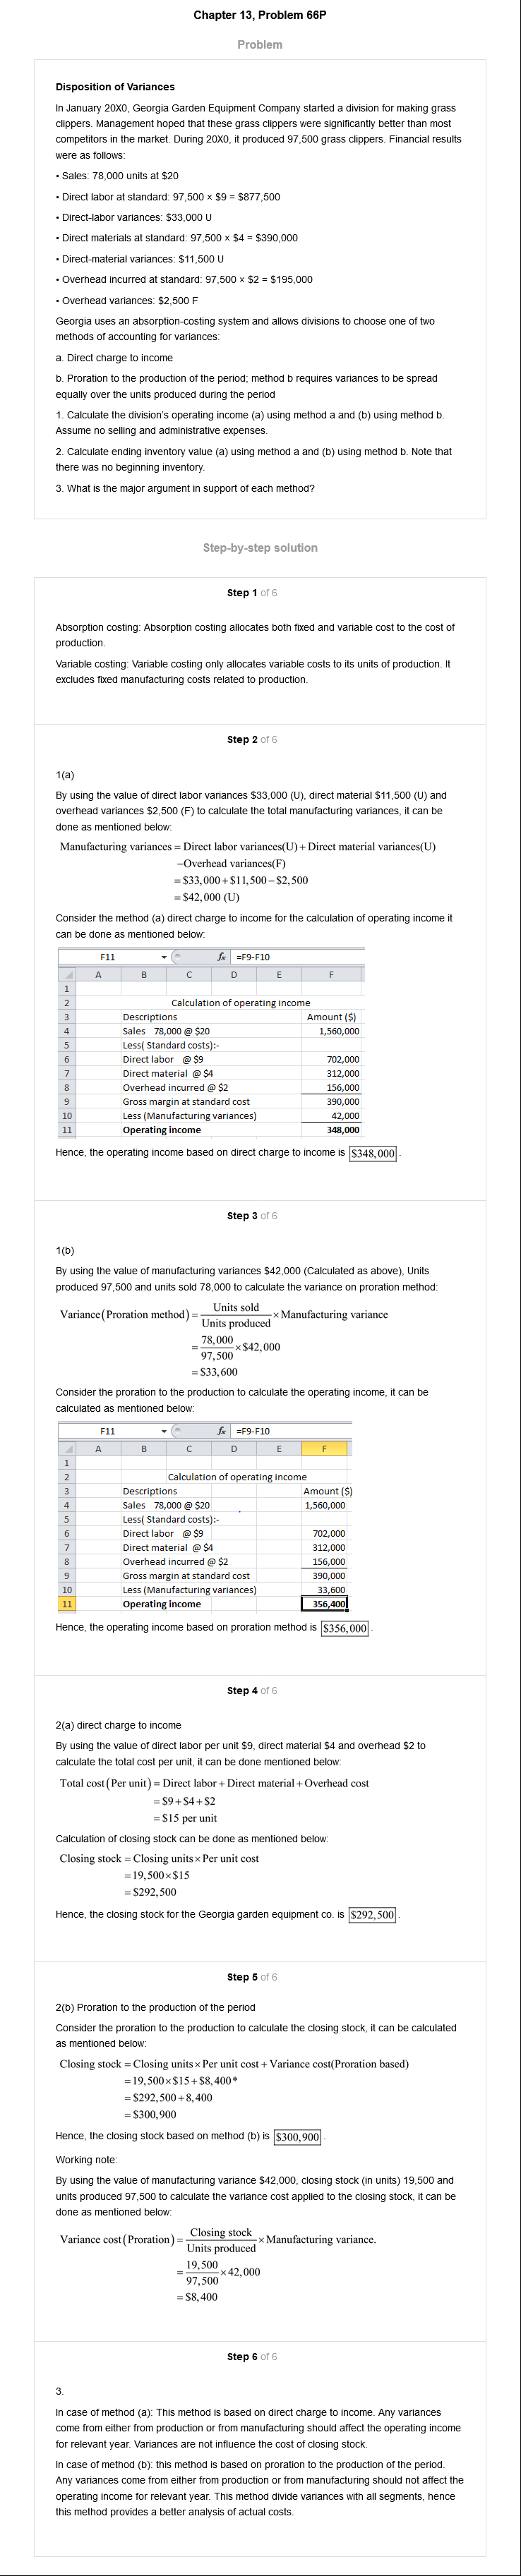 Chapter 13, Problem 66P
Problem
Disposition of Variances
In January 20X0, Georgia Garden Equipment Company started a division for making grass
clippers. Management hoped that these grass clippers were significantly better than most
competitors in the market. During 20X0, it produced 97,500 grass clippers. Financial results
were as follows:
• Sales: 78,000 units at $20
• Direct labor at standard: 97,500 × $9 = $877,500
• Direct-labor variances: $33,000 U
• Direct materials at standard: 97,500 × $4 = $390,000
• Direct-material variances: $11,500 U
• Overhead incurred at standard: 97,500 × $2 = $195,000
• Overhead variances: $2,500 F
Georgia uses an absorption-costing system and allows divisions to choose one of two
methods of accounting for variances:
a. Direct charge to income
b. Proration to the production of the period; method b requires variances to be spread
equally over the units produced during the period
1. Calculate the division's operating income (a) using method a and (b) using method b.
Assume no selling and administrative expenses.
2. Calculate ending inventory value (a) using method a and (b) using method b. Note that
there was no beginning inventory.
3. What is the major argument in support of each method?
Step-by-step solution
Step 1 of 6
Absorption costing: Absorption costing allocates both fixed and variable cost to the cost of
production.
Variable costing: Variable costing only allocates variable costs to its units of production. It
excludes fixed manufacturing costs related to production.
Step 2 of 6
1(a)
By using the value of direct labor variances $33,000 (U), direct material $11,500 (U) and
overhead variances $2,500 (F) to calculate the total manufacturing variances, it can be
done as mentioned below:
Manufacturing variances = Direct labor variances(U) + Direct material variances(U)
−Overhead variances(F)
= $33,000 + $11,500 − $2,500
= $42,000 (U)
Consider the method (a) direct charge to income for the calculation of operating income it
can be done as mentioned below:
F11 fx =F9-F10
A B C D E F
1
2 Calculation of operating income
3 Descriptions Amount ($)
4 Sales 78,000 @ $20 1,560,000
5 Less( Standard costs):-
6 Direct labor @ $9 702,000
7 Direct material @ $4 312,000
8 Overhead incurred @ $2 156,000
9 Gross margin at standard cost 390,000
10 Less (Manufacturing variances) 42,000
11 Operating income 348,000
Hence, the operating income based on direct charge to income is $348,000 .
Step 3 of 6
1(b)
By using the value of manufacturing variances $42,000 (Calculated as above), Units
produced 97,500 and units sold 78,000 to calculate the variance on proration method:
Variance(Proration method) = Units sold / Units produced × Manufacturing variance
= 78,000 / 97,500 × $42,000
= $33,600
Consider the proration to the production to calculate the operating income, it can be
calculated as mentioned below:
F11 fx =F9-F10
A B C D E F
1
2 Calculation of operating income
3 Descriptions Amount ($)
4 Sales 78,000 @ $20 1,560,000
5 Less( Standard costs):-
6 Direct labor @ $9 702,000
7 Direct material @ $4 312,000
8 Overhead incurred @ $2 156,000
9 Gross margin at standard cost 390,000
10 Less (Manufacturing variances) 33,600
11 Operating income 356,400
Hence, the operating income based on proration method is $356,000 .
Step 4 of 6
2(a) direct charge to income
By using the value of direct labor per unit $9, direct material $4 and overhead $2 to
calculate the total cost per unit, it can be done mentioned below:
Total cost(Per unit) = Direct labor + Direct material + Overhead cost
= $9 + $4 + $2
= $15 per unit
Calculation of closing stock can be done as mentioned below:
Closing stock = Closing units × Per unit cost
= 19,500 × $15
= $292,500
Hence, the closing stock for the Georgia garden equipment co. is $292,500 .
Step 5 of 6
2(b) Proration to the production of the period
Consider the proration to the production to calculate the closing stock, it can be calculated
as mentioned below:
Closing stock = Closing units × Per unit cost + Variance cost(Proration based)
= 19,500 × $15 + $8,400*
= $292,500 + 8,400
= $300,900
Hence, the closing stock based on method (b) is $300,900 .
Working note:
By using the value of manufacturing variance $42,000, closing stock (in units) 19,500 and
units produced 97,500 to calculate the variance cost applied to the closing stock, it can be
done as mentioned below:
Variance cost(Proration) = Closing stock / Units produced × Manufacturing variance.
= 19,500 / 97,500 × 42,000
= $8,400
Step 6 of 6
3.
In case of method (a): This method is based on direct charge to income. Any variances
come from either from production or from manufacturing should affect the operating income
for relevant year. Variances are not influence the cost of closing stock.
In case of method (b): this method is based on proration to the production of the period.
Any variances come from either from production or from manufacturing should not affect the
operating income for relevant year. This method divide variances with all segments, hence
this method provides a better analysis of actual costs.